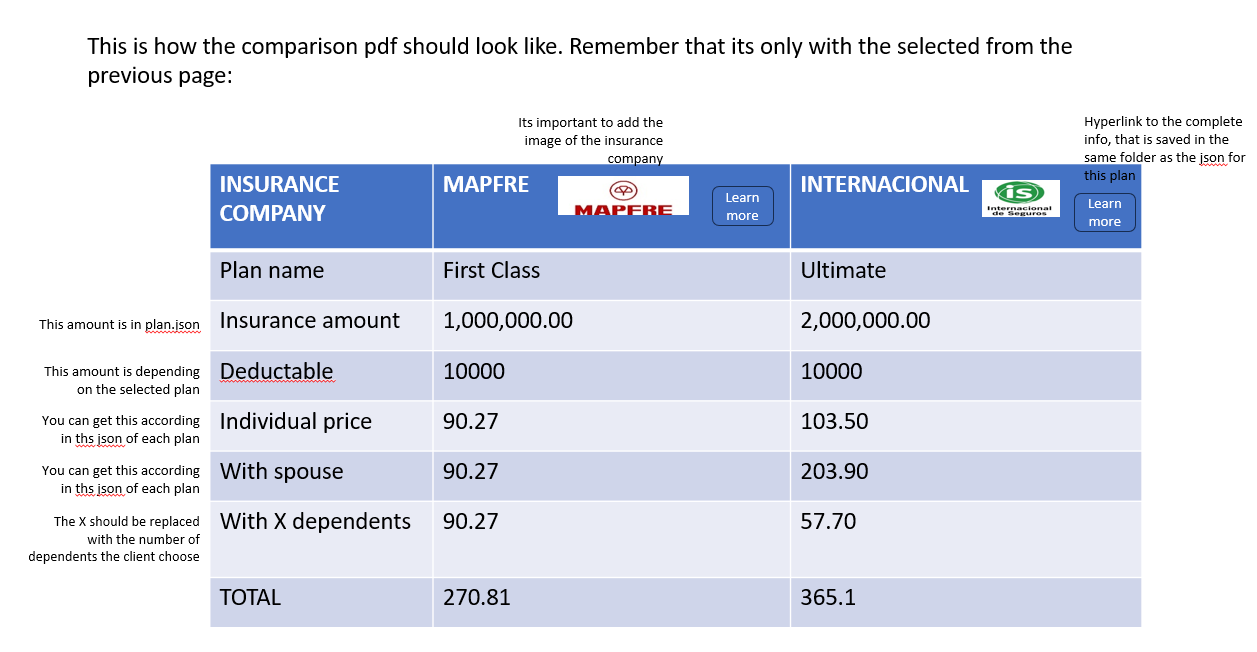 This is how the comparison pdf should look like. Remember that its only with the selected from the
previous page:
Its important to add the
image of the insurance
company
Hyperlink to the complete
info, that is saved in the
same folder as the json for
this plan
INSURANCE
COMPANY
MAPFRE
MAPFRE
Learn
more
INTERNACIONAL
is
Internacional
de Seguros
Learn
more
Plan name
First Class
Ultimate
This amount is in plan.json
Insurance amount
1,000,000.00
2,000,000.00
This amount is depending
on the selected plan
Deductable
10000
10000
You can get this according
in ths json of each plan
Individual price
90.27
103.50
You can get this according
in ths json of each plan
With spouse
90.27
203.90
The X should be replaced
with the number of
dependents the client choose
With X dependents
90.27
57.70
TOTAL
270.81
365.1